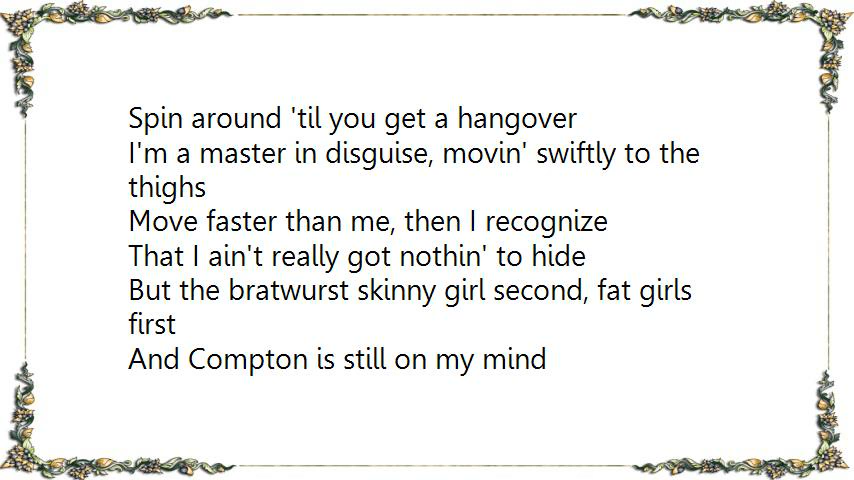 Spin around 'til you get a hangover
I'm a master in disguise, movin' swiftly to the
thighs
Move faster than me, then I recognize
That I ain't really got nothin' to hide
But the bratwurst skinny girl second, fat girls
first
And Compton is still on my mind